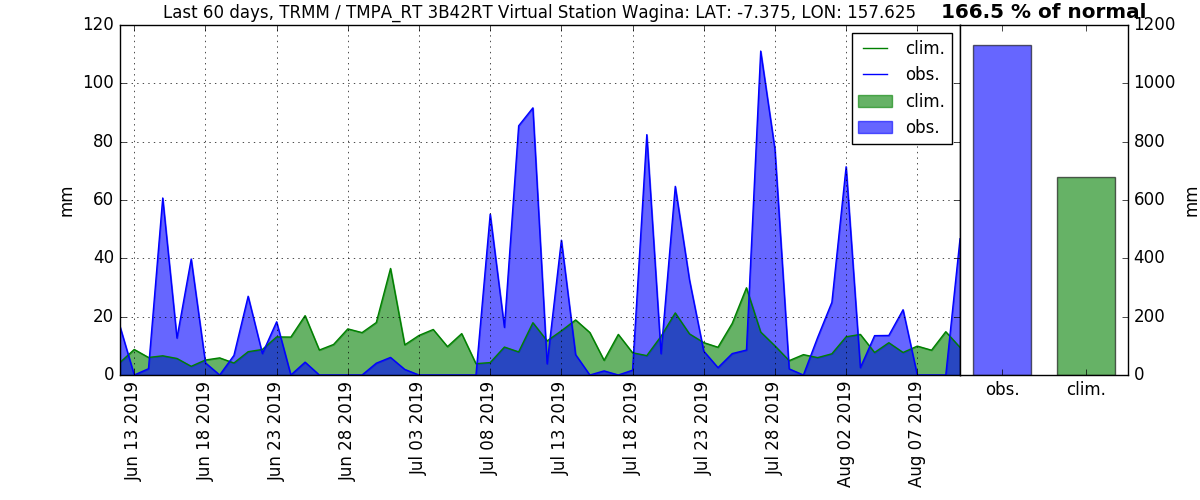 Last 60 days, TRMM / TMPA_RT 3B42RT Virtual Station Wagina: LAT: -7.375, LON: 157.625
166.5 % of normal
120
100
80
60
40
20
0
mm
clim.
obs.
clim.
obs.
1200
1000
800
600
400
200
0
mm
Jun 13 2019
Jun 18 2019
Jun 23 2019
Jun 28 2019
Jul 03 2019
Jul 08 2019
Jul 13 2019
Jul 18 2019
Jul 23 2019
Jul 28 2019
Aug 02 2019
Aug 07 2019
obs.
clim.